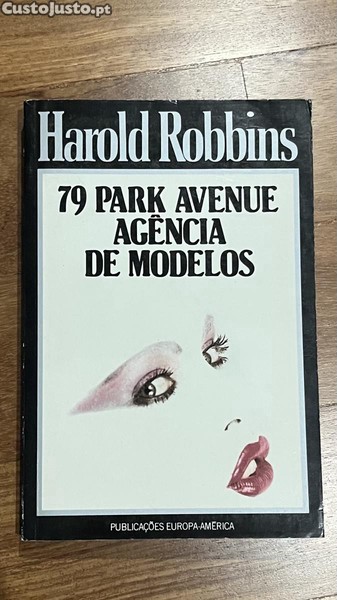 CustoJusto.pt
Harold Robbins
79 PARK AVENUE
AGÊNCIA
DE MODELOS
PUBLICAÇÕES EUROPA-AMÉRICA